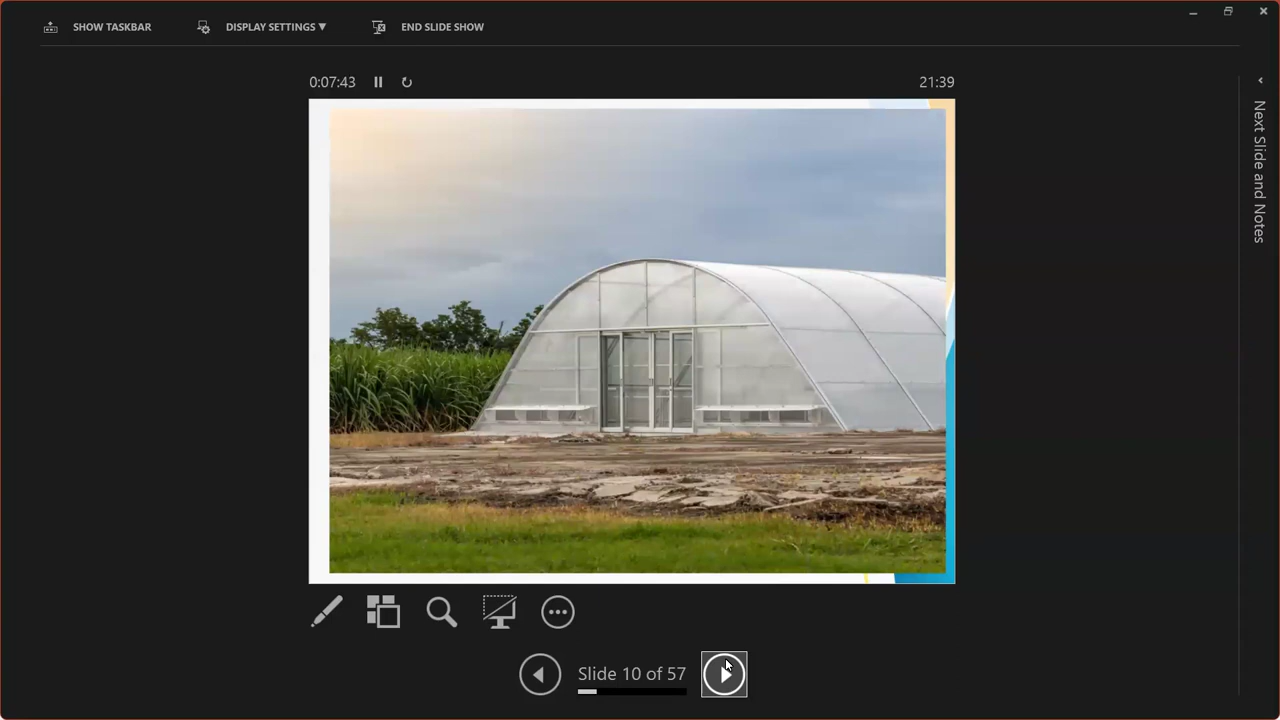 SHOW TASKBAR
DISPLAY SETTINGS ▼
END SLIDE SHOW
0:07:43
21:39
Next Slide and Notes
Slide 10 of 57